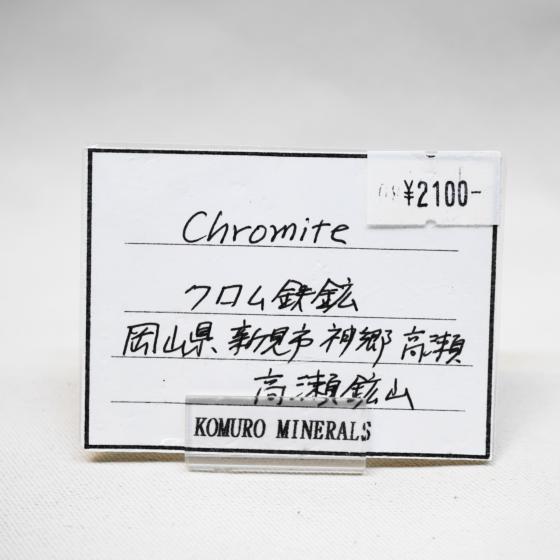 ¥2100-
Chromite
クロム鉄鉱
岡山県新見市神郷高瀬
高瀬鉱山
KOMURO MINERALS